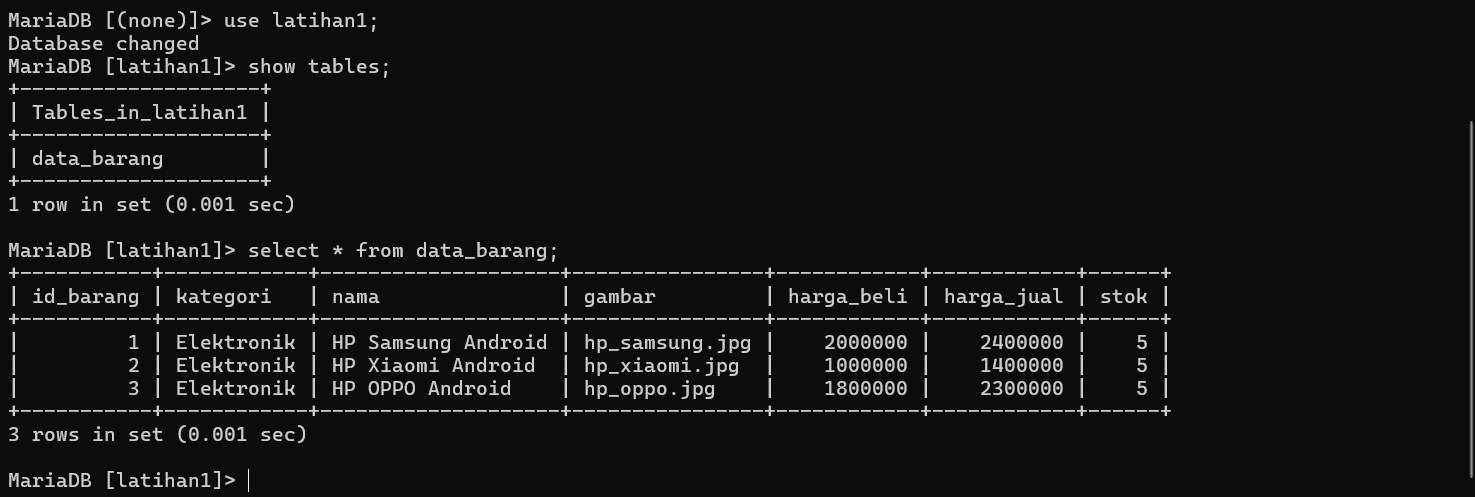 MariaDB [(none)]> use latihan1;
Database changed
MariaDB [latihan1]> show tables;
+--------------------+
| Tables_in_latihan1 |
+--------------------+
| data_barang        |
+--------------------+
1 row in set (0.001 sec)

MariaDB [latihan1]> select * from data_barang;
+-----------+------------+--------------------+----------------+------------+------------+------+
| id_barang | kategori   | nama               | gambar         | harga_beli | harga_jual | stok |
+-----------+------------+--------------------+----------------+------------+------------+------+
|         1 | Elektronik | HP Samsung Android | hp_samsung.jpg |    2000000 |    2400000 |    5 |
|         2 | Elektronik | HP Xiaomi Android  | hp_xiaomi.jpg  |    1000000 |    1400000 |    5 |
|         3 | Elektronik | HP OPPO Android    | hp_oppo.jpg    |    1800000 |    2300000 |    5 |
+-----------+------------+--------------------+----------------+------------+------------+------+
3 rows in set (0.001 sec)

MariaDB [latihan1]>